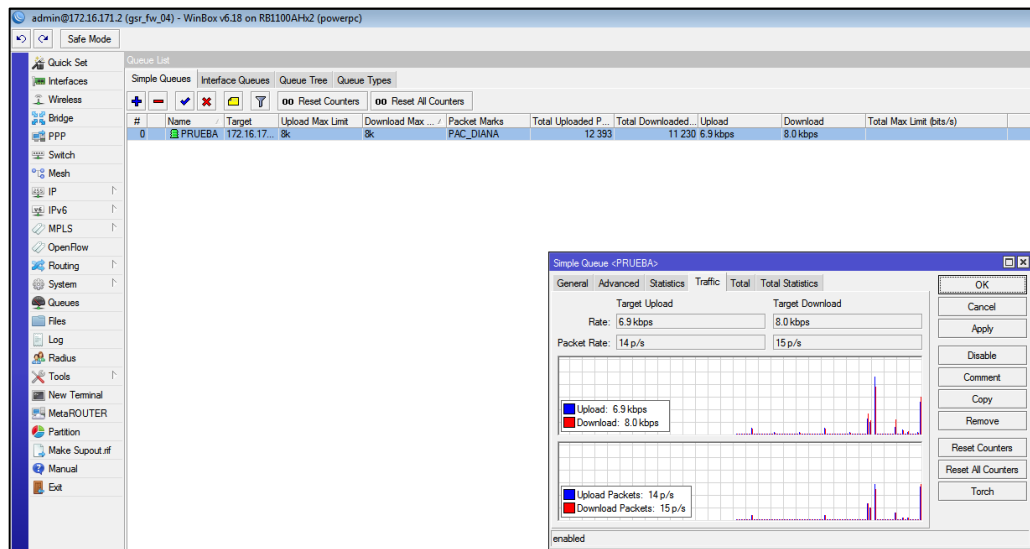 admin@172.16.171.2 (gsr_fw_04) - WinBox v6.18 on RB1100AHx2 (powerpc)
Safe Mode
Quick Set
Interfaces
Wireless
Bridge
PPP
Switch
Mesh
IP
IPv6
MPLS
OpenFlow
Routing
System
Queues
Files
Log
Radius
Tools
New Terminal
MetaROUTER
Partition
Make Supout.rif
Manual
Exit
Queue List
Simple Queues Interface Queues Queue Tree Queue Types
00 Reset Counters 00 Reset All Counters
# Name Target Upload Max Limit Download Max ... Packet Marks Total Uploaded P... Total Downloaded... Upload Download Total Max Limit (bits/s)
0 PRUEBA 172.16.17... 8k 8k PAC_DIANA 12 393 11 230 6.9 kbps 8.0 kbps
Simple Queue <PRUEBA>
General Advanced Statistics Traffic Total Total Statistics
Target Upload Target Download
Rate: 6.9 kbps 8.0 kbps
Packet Rate: 14 p/s 15 p/s
Upload: 6.9 kbps
Download: 8.0 kbps
Upload Packets: 14 p/s
Download Packets: 15 p/s
enabled
OK
Cancel
Apply
Disable
Comment
Copy
Remove
Reset Counters
Reset All Counters
Torch